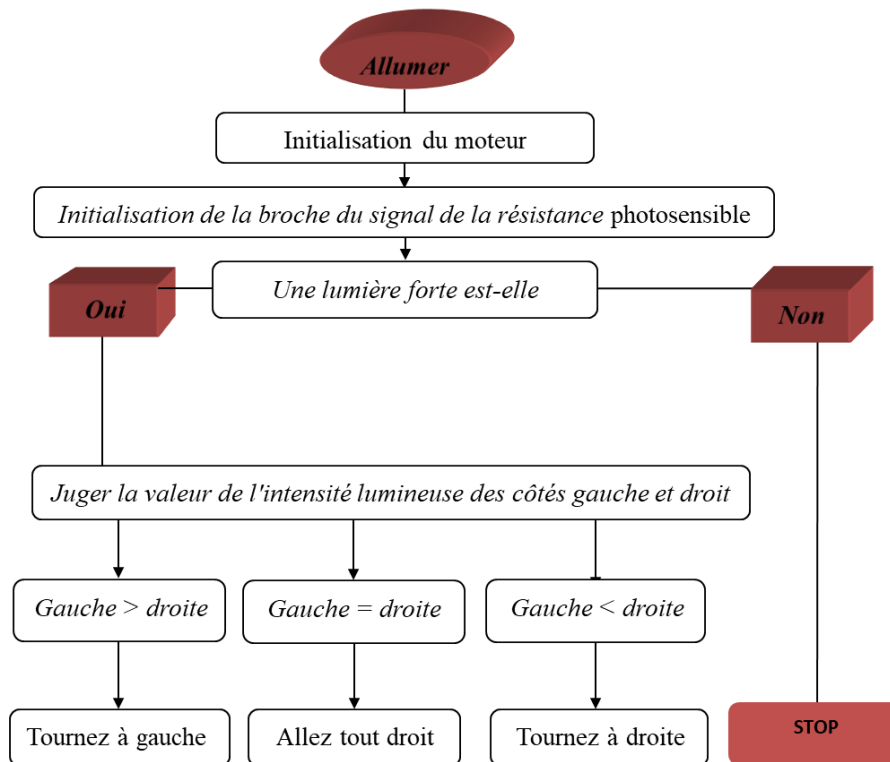 Allumer
Initialisation du moteur
Initialisation de la broche du signal de la résistance photosensible
Une lumière forte est-elle
Oui
Non
Juger la valeur de l'intensité lumineuse des côtés gauche et droit
Gauche > droite
Gauche = droite
Gauche < droite
Tournez à gauche
Allez tout droit
Tournez à droite
STOP